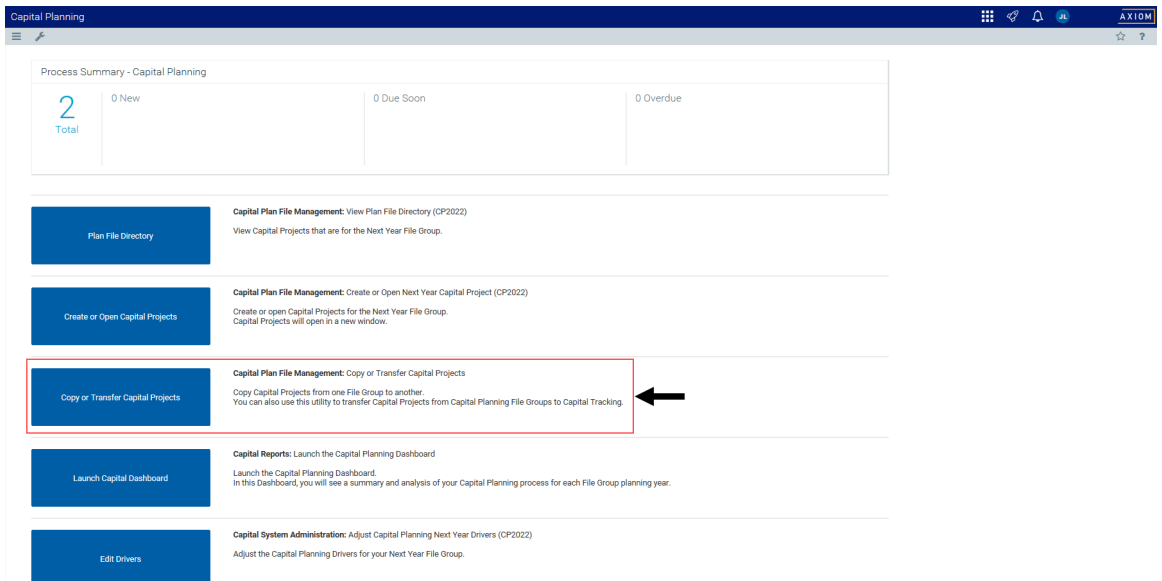 Capital Planning
JL
AXIOM
?
Process Summary - Capital Planning
2
Total
0 New
0 Due Soon
0 Overdue
Plan File Directory
Capital Plan File Management: View Plan File Directory (CP2022)
View Capital Projects that are for the Next Year File Group.
Create or Open Capital Projects
Capital Plan File Management: Create or Open Next Year Capital Project (CP2022)
Create or open Capital Projects for the Next Year File Group.
Capital Projects will open in a new window.
Copy or Transfer Capital Projects
Capital Plan File Management: Copy or Transfer Capital Projects
Copy Capital Projects from one File Group to another.
You can also use this utility to transfer Capital Projects from Capital Planning File Groups to Capital Tracking.
Launch Capital Dashboard
Capital Reports: Launch the Capital Planning Dashboard
Launch the Capital Planning Dashboard.
In this Dashboard, you will see a summary and analysis of your Capital Planning process for each File Group planning year.
Edit Drivers
Capital System Administration: Adjust Capital Planning Next Year Drivers (CP2022)
Adjust the Capital Planning Drivers for your Next Year File Group.